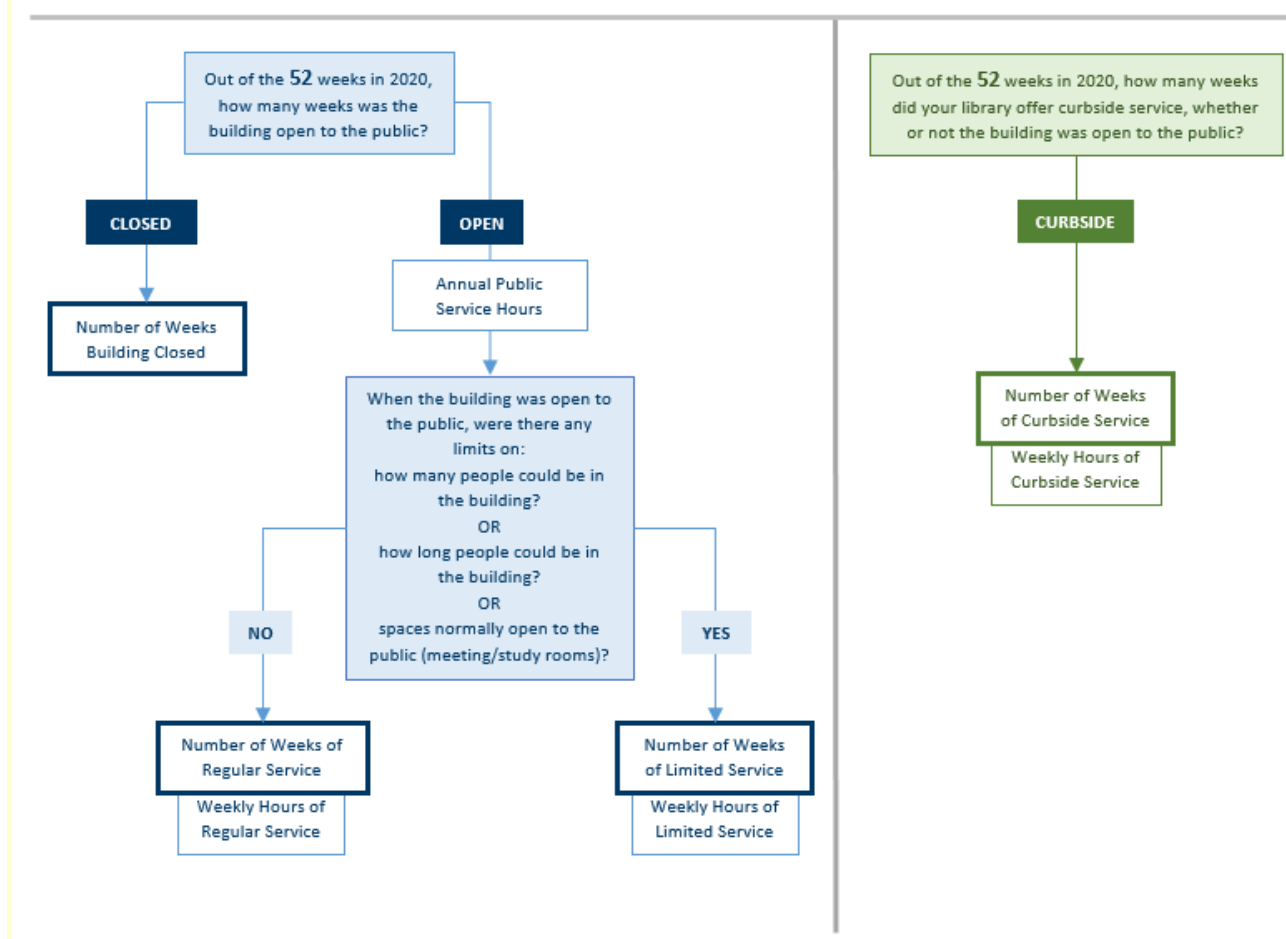 Out of the 52 weeks in 2020,
how many weeks was the
building open to the public?
CLOSED
Number of Weeks
Building Closed
OPEN
Annual Public
Service Hours
When the building was open to
the public, were there any
limits on:
how many people could be in
the building?
OR
how long people could be in
the building?
OR
spaces normally open to the
public (meeting/study rooms)?
NO
Number of Weeks of
Regular Service
Weekly Hours of
Regular Service
YES
Number of Weeks
of Limited Service
Weekly Hours of
Limited Service
Out of the 52 weeks in 2020, how many weeks
did your library offer curbside service, whether
or not the building was open to the public?
CURBSIDE
Number of Weeks
of Curbside Service
Weekly Hours of
Curbside Service